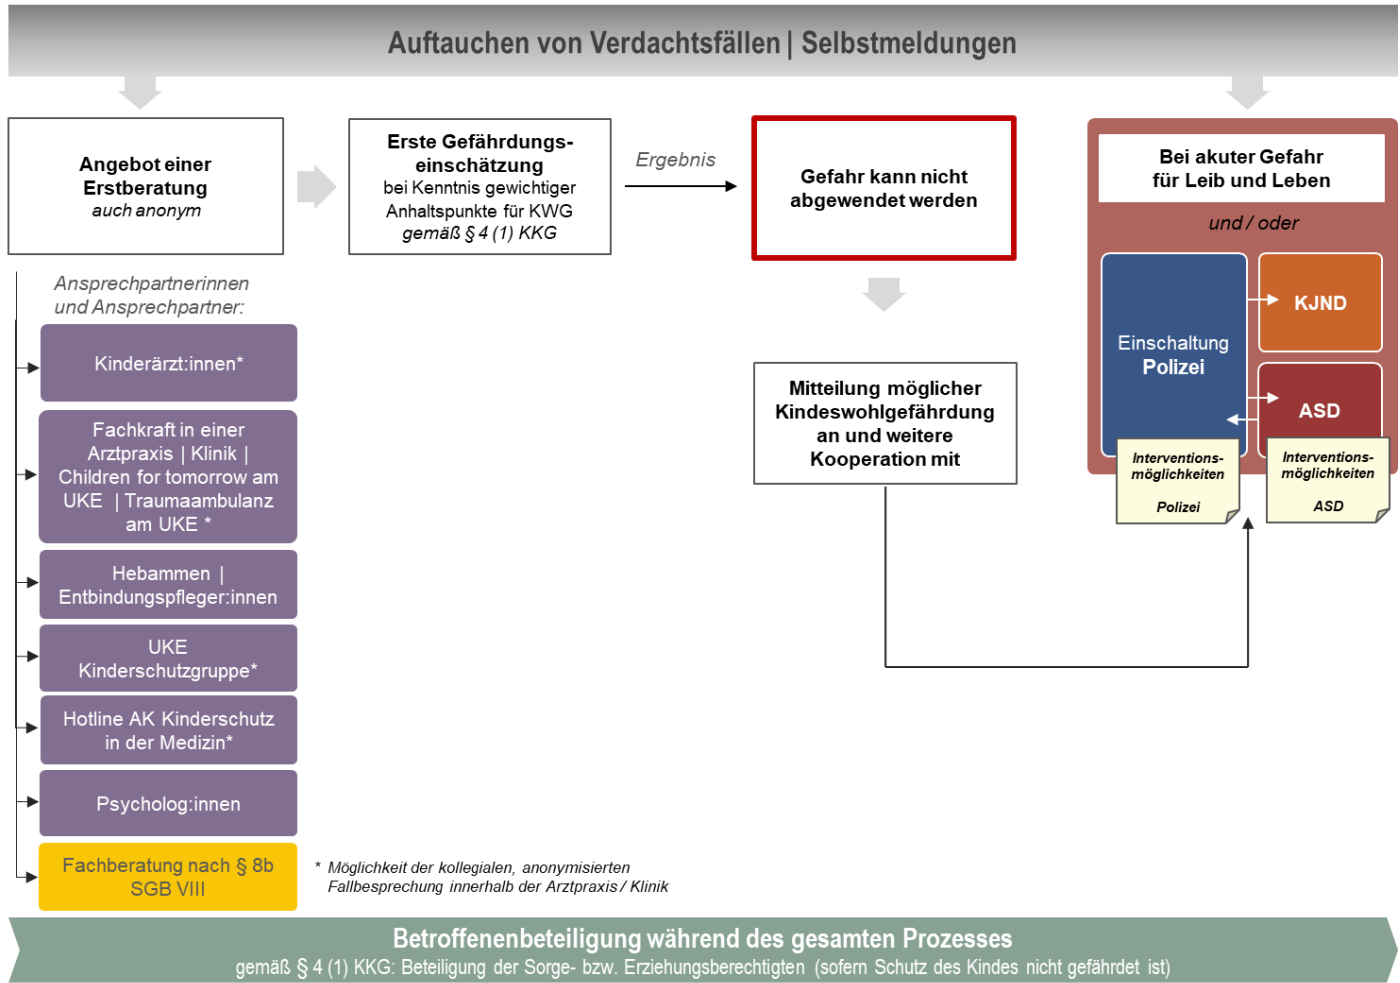 Auftauchen von Verdachtsfällen | Selbstmeldungen
Angebot einer
Erstberatung
auch anonym
Erste Gefährdungs-
einschätzung
bei Kenntnis gewichtiger
Anhaltspunkte für KWG
gemäß § 4 (1) KKG
Ergebnis
Gefahr kann nicht
abgewendet werden
Bei akuter Gefahr
für Leib und Leben
und / oder
Einschaltung
Polizei
KJND
ASD
Interventions-
möglichkeiten
Polizei
Interventions-
möglichkeiten
ASD
Mitteilung möglicher
Kindeswohlgefährdung
an und weitere
Kooperation mit
Ansprechpartnerinnen
und Ansprechpartner:
Kinderärzt:innen*
Fachkraft in einer
Arztpraxis | Klinik |
Children for tomorrow am
UKE | Traumaambulanz
am UKE *
Hebammen |
Entbindungspfleger:innen
UKE
Kinderschutzgruppe*
Hotline AK Kinderschutz
in der Medizin*
Psycholog:innen
Fachberatung nach § 8b
SGB VIII
* Möglichkeit der kollegialen, anonymisierten
Fallbesprechung innerhalb der Arztpraxis / Klinik
Betroffenenbeteiligung während des gesamten Prozesses
gemäß § 4 (1) KKG: Beteiligung der Sorge- bzw. Erziehungsberechtigten (sofern Schutz des Kindes nicht gefährdet ist)